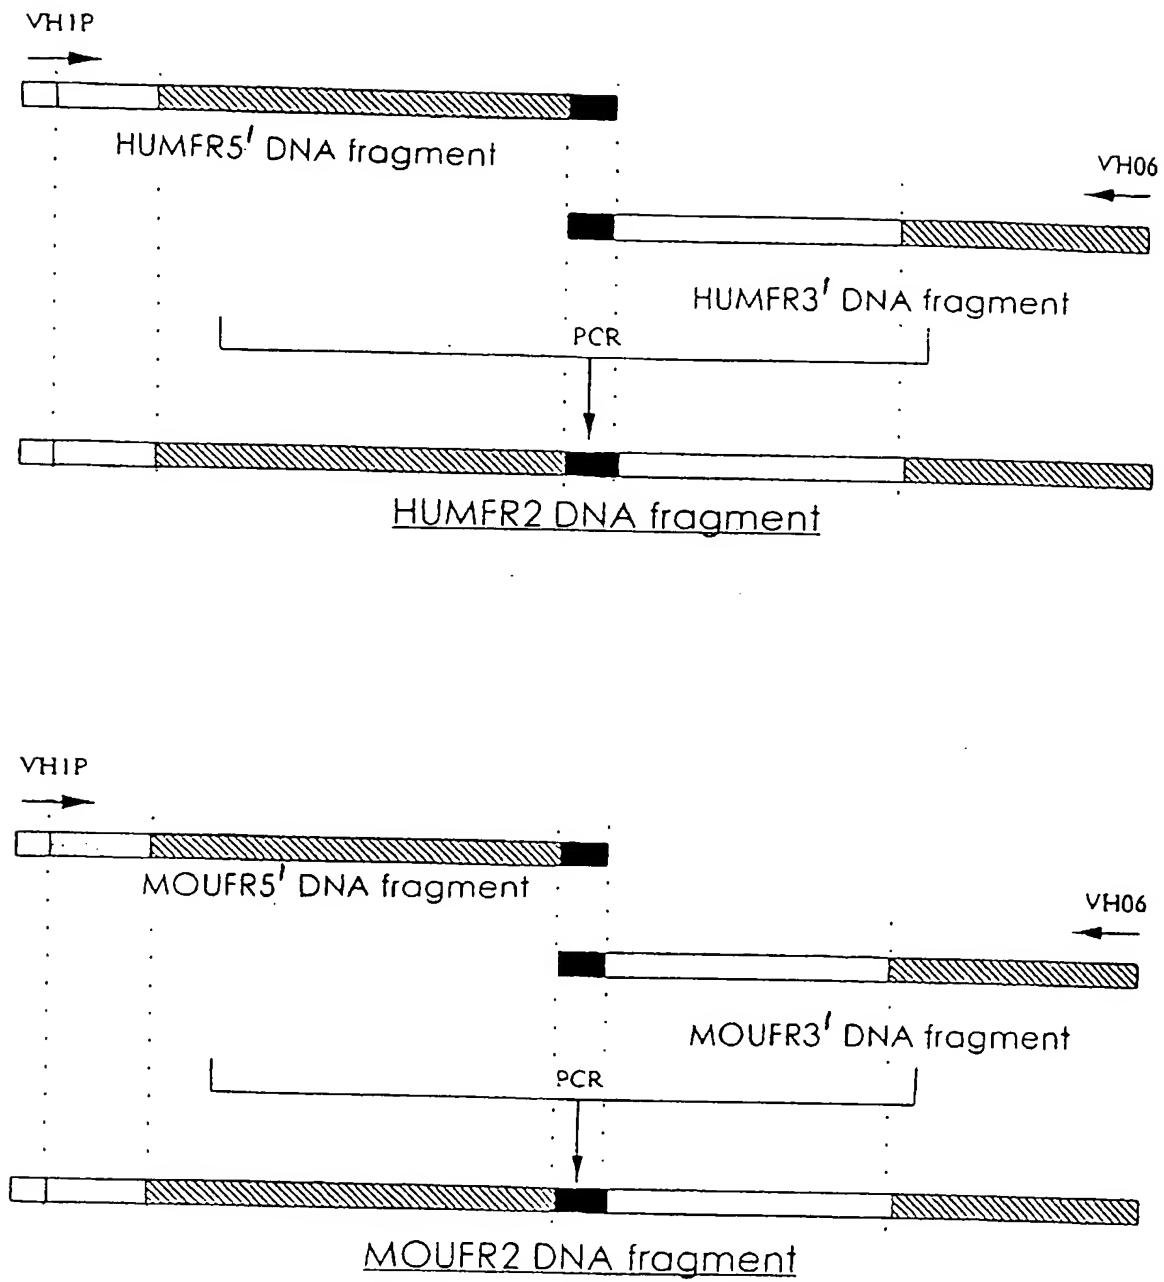 VH1P
HUMFR5' DNA fragment
VH06
HUMFR3' DNA fragment
PCR
HUMFR2 DNA fragment
VH1P
MOUFR5' DNA fragment
VH06
MOUFR3' DNA fragment
PCR
MOUFR2 DNA fragment